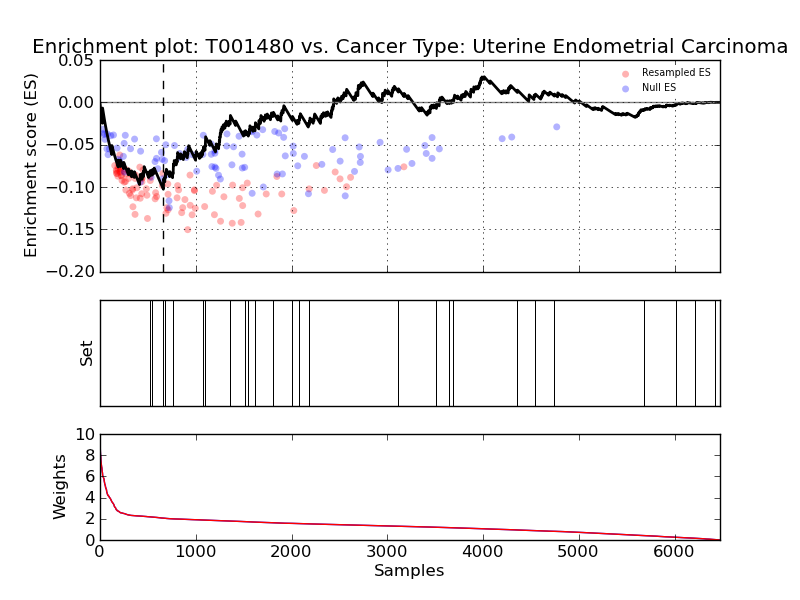 Enrichment plot: T001480 vs. Cancer Type: Uterine Endometrial Carcinoma
0.05
0.00
−0.05
−0.10
−0.15
−0.20
Enrichment score (ES)
Resampled ES
Null ES
Set
10
8
6
4
2
0
Weights
0 1000 2000 3000 4000 5000 6000
Samples